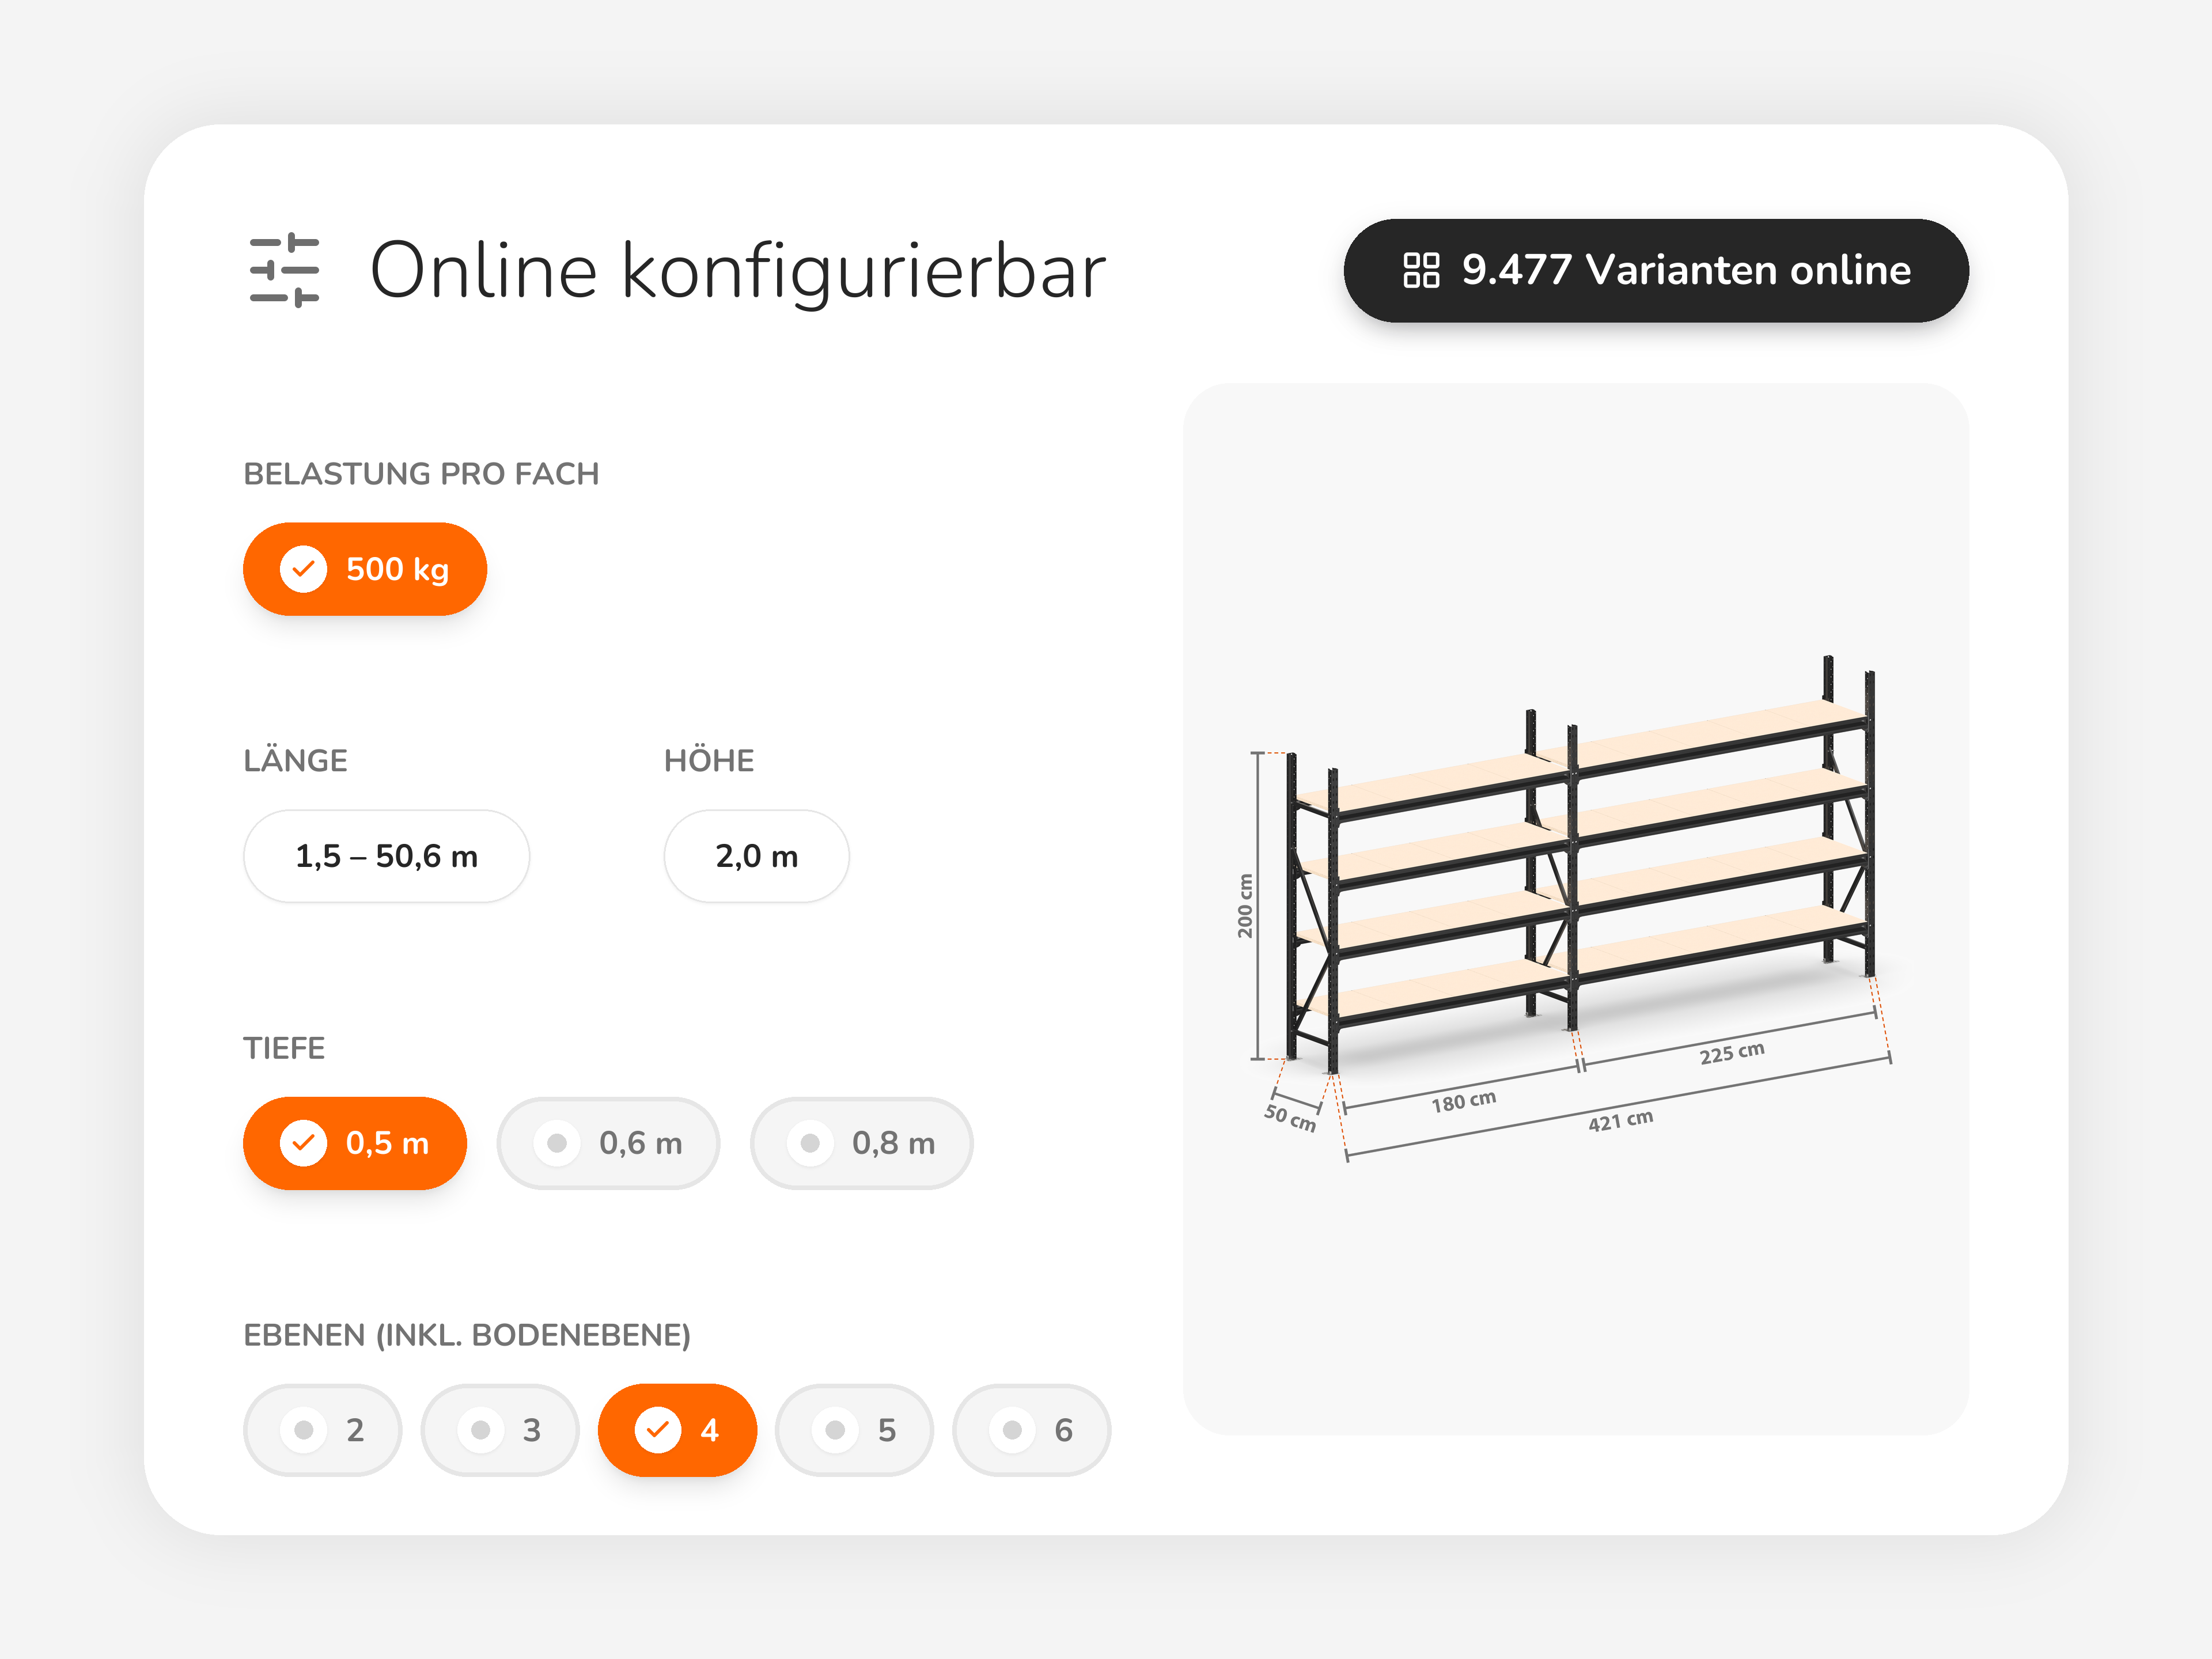 Online konfigurierbar
9.477 Varianten online
BELASTUNG PRO FACH
500 kg
LÄNGE
HÖHE
1,5 – 50,6 m
2,0 m
TIEFE
0,5 m
0,6 m
0,8 m
EBENEN (INKL. BODENEBENE)
2
3
4
5
6
200 cm
50 cm
180 cm
225 cm
421 cm